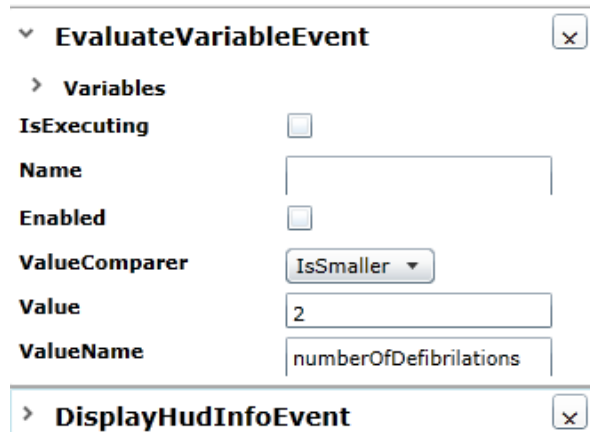 EvaluateVariableEvent
Variables
IsExecuting
Name
Enabled
ValueComparer IsSmaller
Value 2
ValueName numberOfDefibrilations
DisplayHudInfoEvent